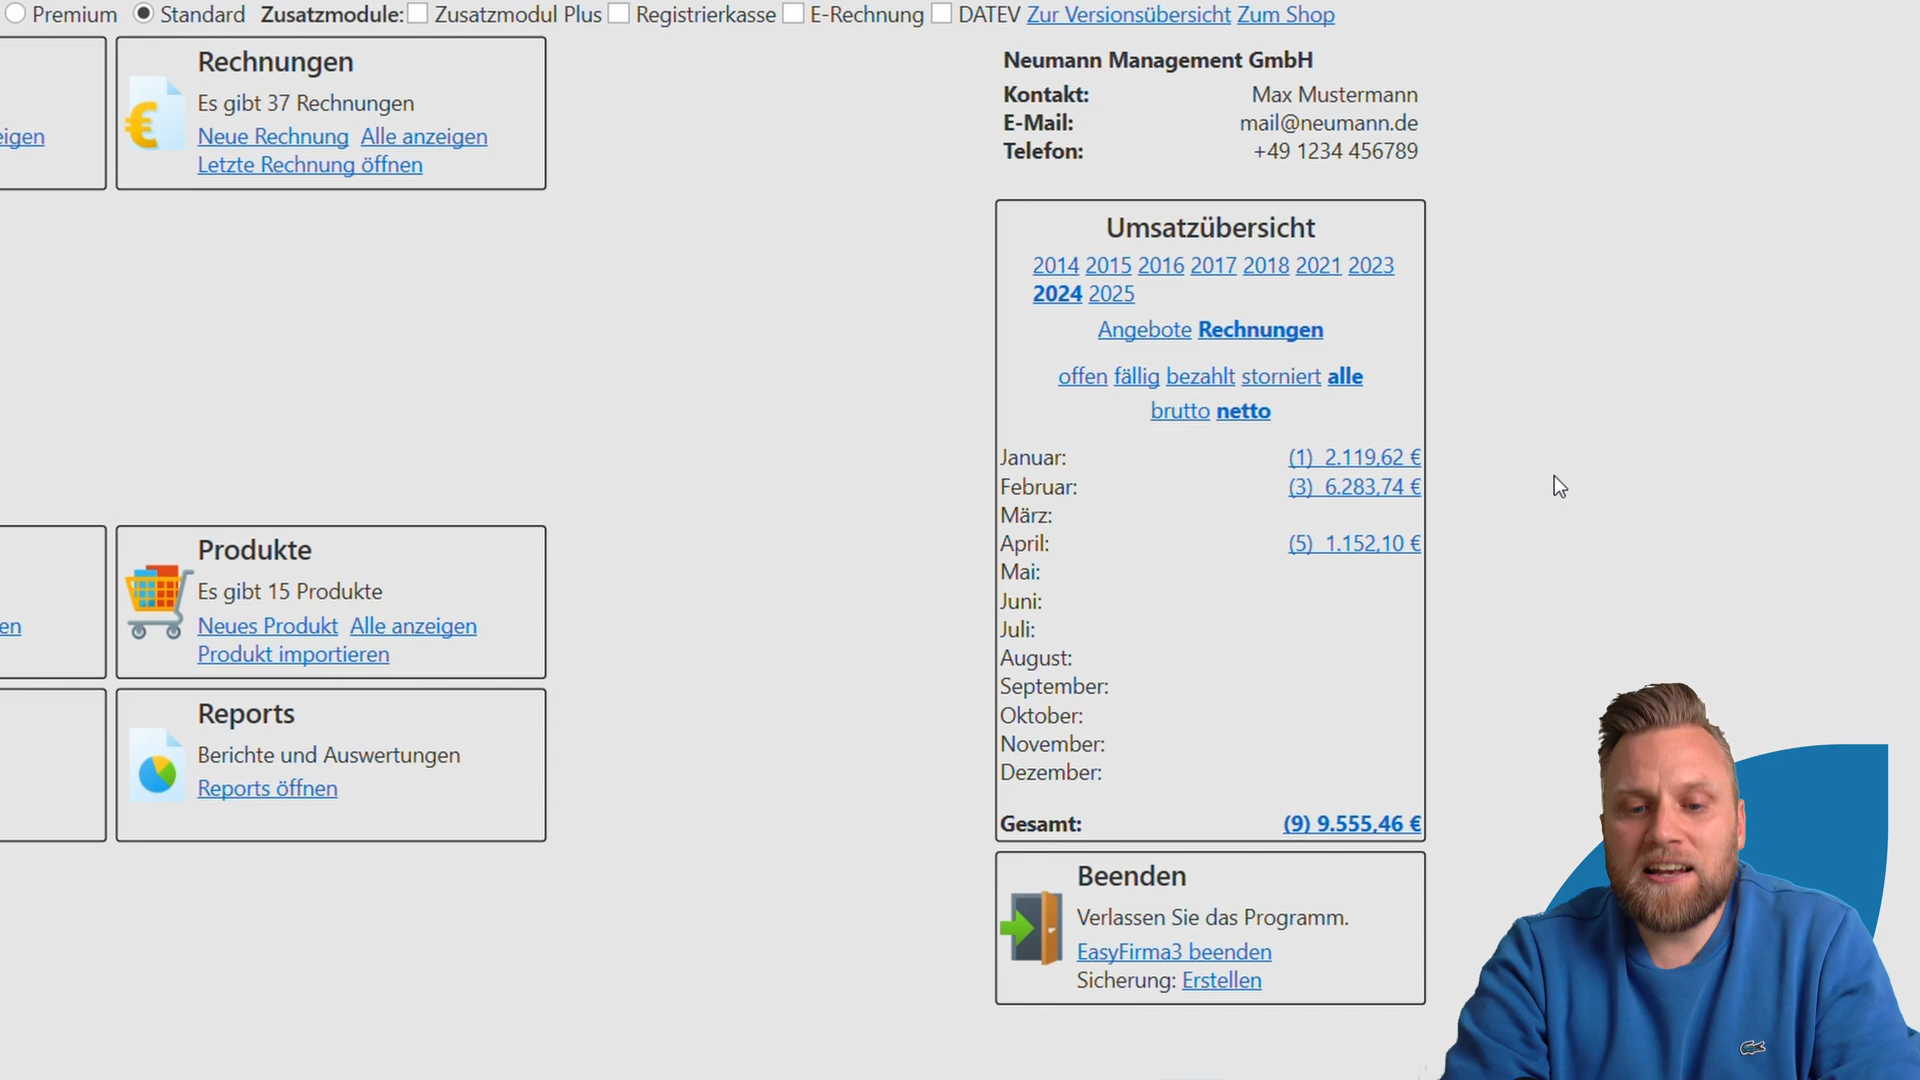 Premium Standard Zusatzmodule: Zusatzmodul Plus Registrierkasse E-Rechnung DATEV Zur Versionsübersicht Zum Shop
eigen
Rechnungen
Es gibt 37 Rechnungen
Neue Rechnung Alle anzeigen
Letzte Rechnung öffnen
Neumann Management GmbH
Kontakt: Max Mustermann
E-Mail: mail@neumann.de
Telefon: +49 1234 456789
Umsatzübersicht
2014 2015 2016 2017 2018 2021 2023
2024 2025
Angebote Rechnungen
offen fällig bezahlt storniert alle
brutto netto
Januar: (1) 2.119,62 €
Februar: (3) 6.283,74 €
März:
April: (5) 1.152,10 €
Mai:
Juni:
Juli:
August:
September:
Oktober:
November:
Dezember:
Gesamt: (9) 9.555,46 €
en
Produkte
Es gibt 15 Produkte
Neues Produkt Alle anzeigen
Produkt importieren
Reports
Berichte und Auswertungen
Reports öffnen
Beenden
Verlassen Sie das Programm.
EasyFirma3 beenden
Sicherung: Erstellen